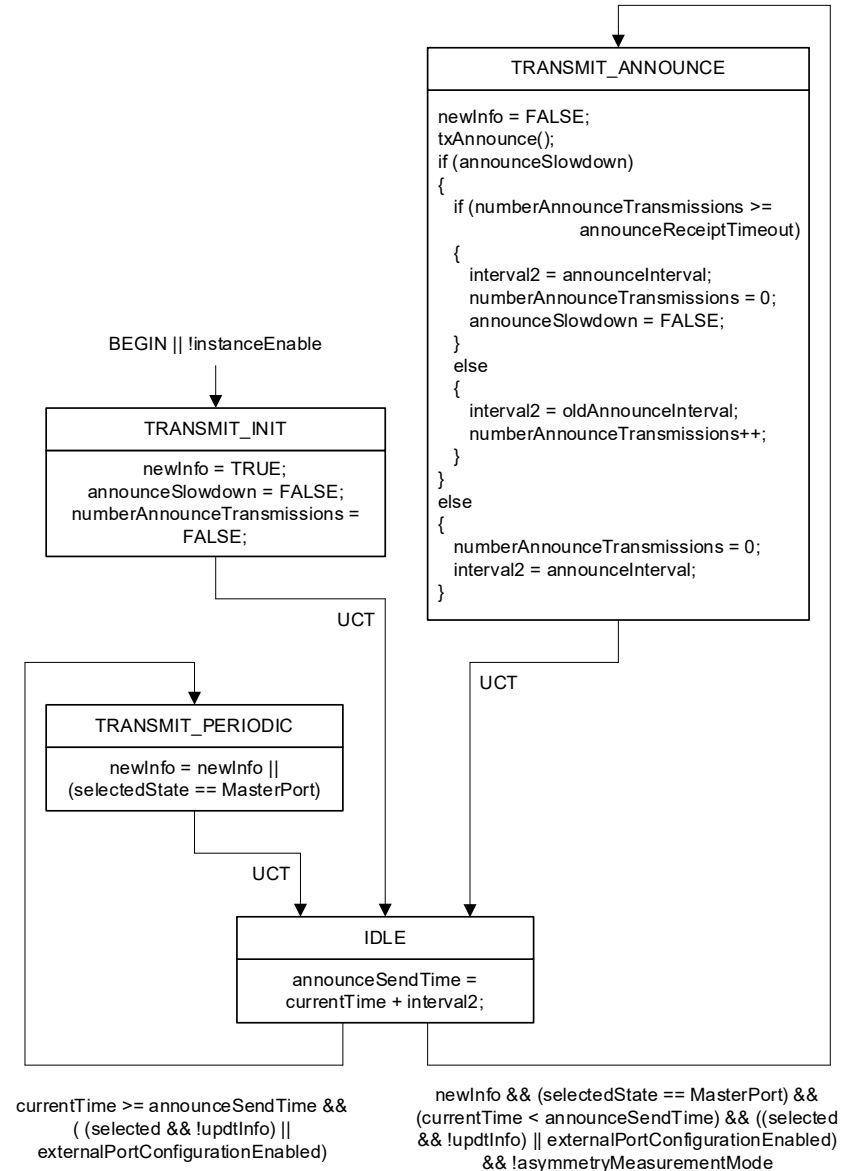 TRANSMIT_ANNOUNCE
newInfo = FALSE;
txAnnounce();
if (announceSlowdown)
{
if (numberAnnounceTransmissions >=
announceReceiptTimeout)
{
interval2 = announceInterval;
numberAnnounceTransmissions = 0;
announceSlowdown = FALSE;
}
else
{
interval2 = oldAnnounceInterval;
numberAnnounceTransmissions++;
}
}
else
{
numberAnnounceTransmissions = 0;
interval2 = announceInterval;
}
BEGIN || !instanceEnable
TRANSMIT_INIT
newInfo = TRUE;
announceSlowdown = FALSE;
numberAnnounceTransmissions =
FALSE;
UCT
UCT
TRANSMIT_PERIODIC
newInfo = newInfo ||
(selectedState == MasterPort)
UCT
IDLE
announceSendTime =
currentTime + interval2;
currentTime >= announceSendTime &&
( (selected && !updtInfo) ||
externalPortConfigurationEnabled)
newInfo && (selectedState == MasterPort) &&
(currentTime < announceSendTime) && ((selected
&& !updtInfo) || externalPortConfigurationEnabled)
&& !asymmetryMeasurementMode